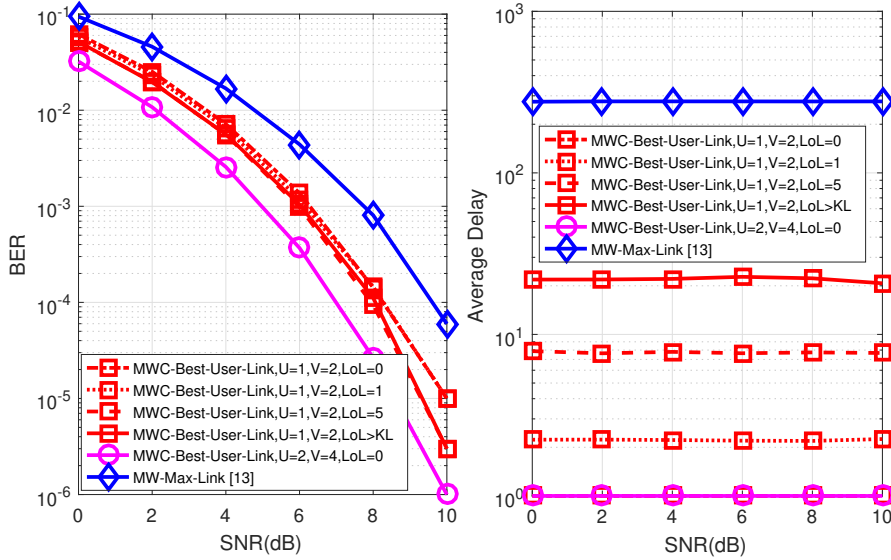 10^-1
10^-2
10^-3
10^-4
10^-5
10^-6
BER
0
2
4
6
8
10
SNR(dB)
MWC-Best-User-Link,U=1,V=2,LoL=0
MWC-Best-User-Link,U=1,V=2,LoL=1
MWC-Best-User-Link,U=1,V=2,LoL=5
MWC-Best-User-Link,U=1,V=2,LoL>KL
MWC-Best-User-Link,U=2,V=4,LoL=0
MW-Max-Link [13]
10^3
10^2
10^1
10^0
Average Delay
0
2
4
6
8
10
SNR(dB)
MWC-Best-User-Link,U=1,V=2,LoL=0
MWC-Best-User-Link,U=1,V=2,LoL=1
MWC-Best-User-Link,U=1,V=2,LoL=5
MWC-Best-User-Link,U=1,V=2,LoL>KL
MWC-Best-User-Link,U=2,V=4,LoL=0
MW-Max-Link [13]